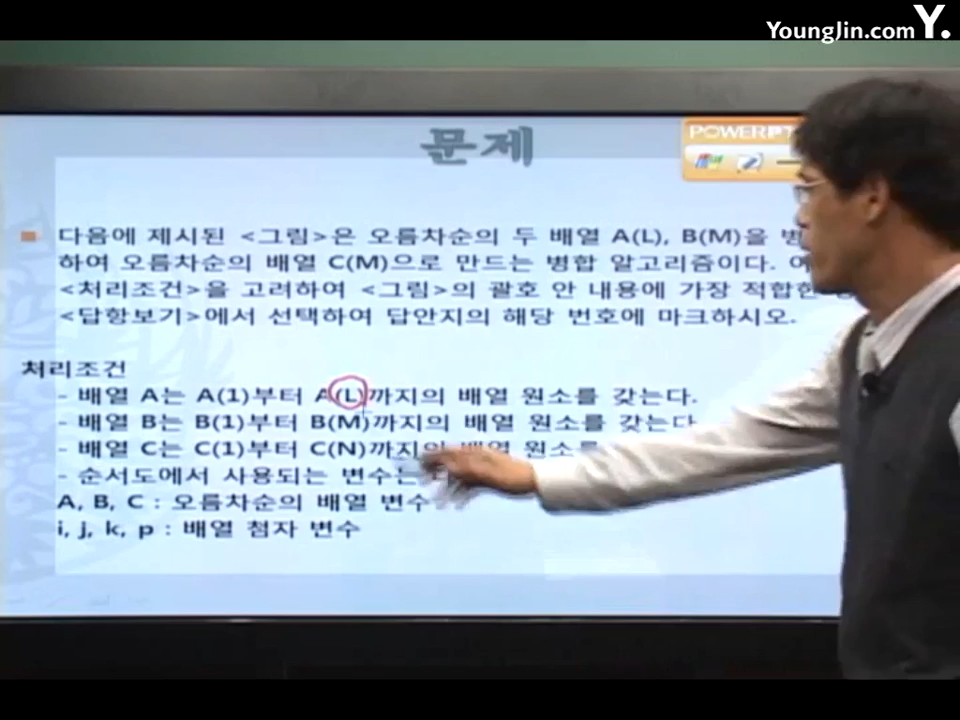 YoungJin.com Y.
문제
POWERPT
다음에 제시된 <그림>은 오름차순의 두 배열 A(L), B(M)을
하여 오름차순의 배열 C(M)으로 만드는 병합 알고리즘이다.
<처리조건>을 고려하여 <그림>의 괄호 안 내용에 가장 적합한
<답항보기>에서 선택하여 답안지의 해당 번호에 마크하시오.
처리조건
- 배열 A는 A(1)부터 A(L)까지의 배열 원소를 갖는다.
- 배열 B는 B(1)부터 B(M)까지의 배열 원소를 갖는다
- 배열 C는 C(1)부터 C(N)까지의 배열 원소를
- 순서도에서 사용되는 변수는
A, B, C : 오름차순의 배열 변수
i, j, k, p : 배열 첨자 변수